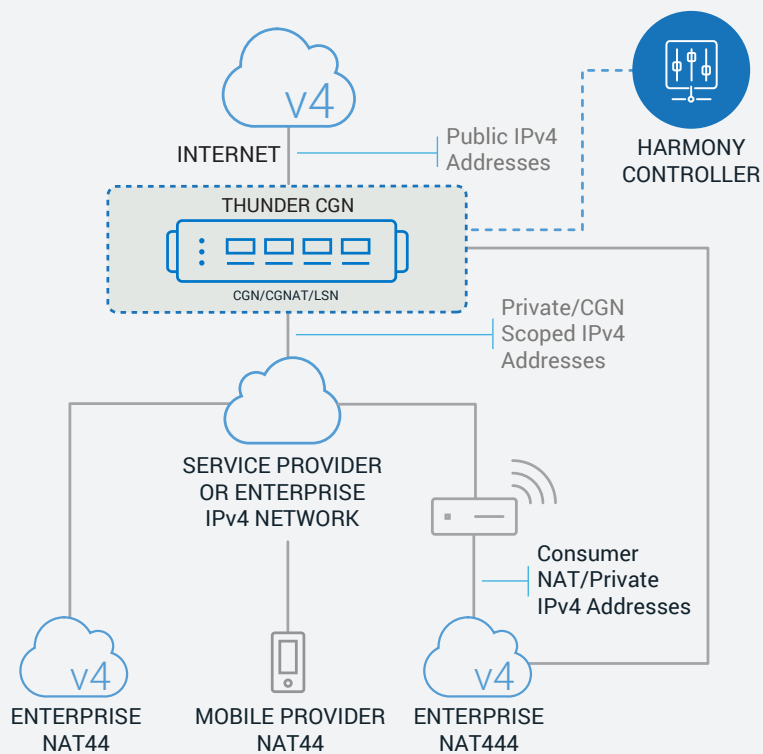 v4
INTERNET
Public IPv4
Addresses
HARMONY
CONTROLLER
THUNDER CGN
CGN/CGNAT/LSN
Private/CGN
Scoped IPv4
Addresses
SERVICE PROVIDER
OR ENTERPRISE
IPv4 NETWORK
Consumer
NAT/Private
IPv4 Addresses
v4
ENTERPRISE
NAT44
MOBILE PROVIDER
NAT44
v4
ENTERPRISE
NAT444